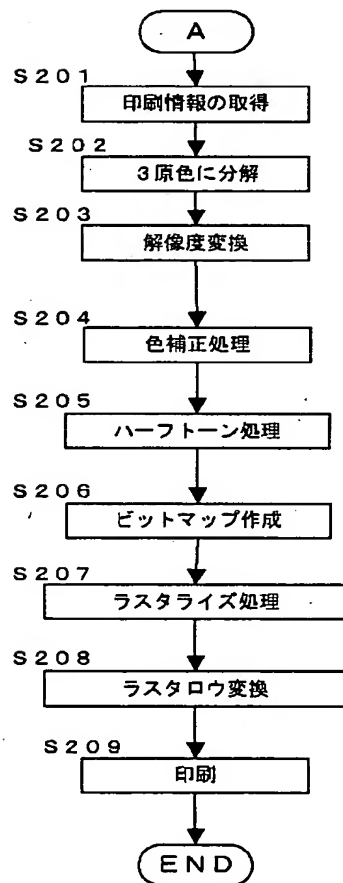 A
S201
印刷情報の取得
S202
3原色に分解
S203
解像度変換
S204
色補正処理
S205
ハーフトーン処理
S206
ビットマップ作成
S207
ラスタライズ処理
S208
ラスタロウ変換
S209
印刷
END